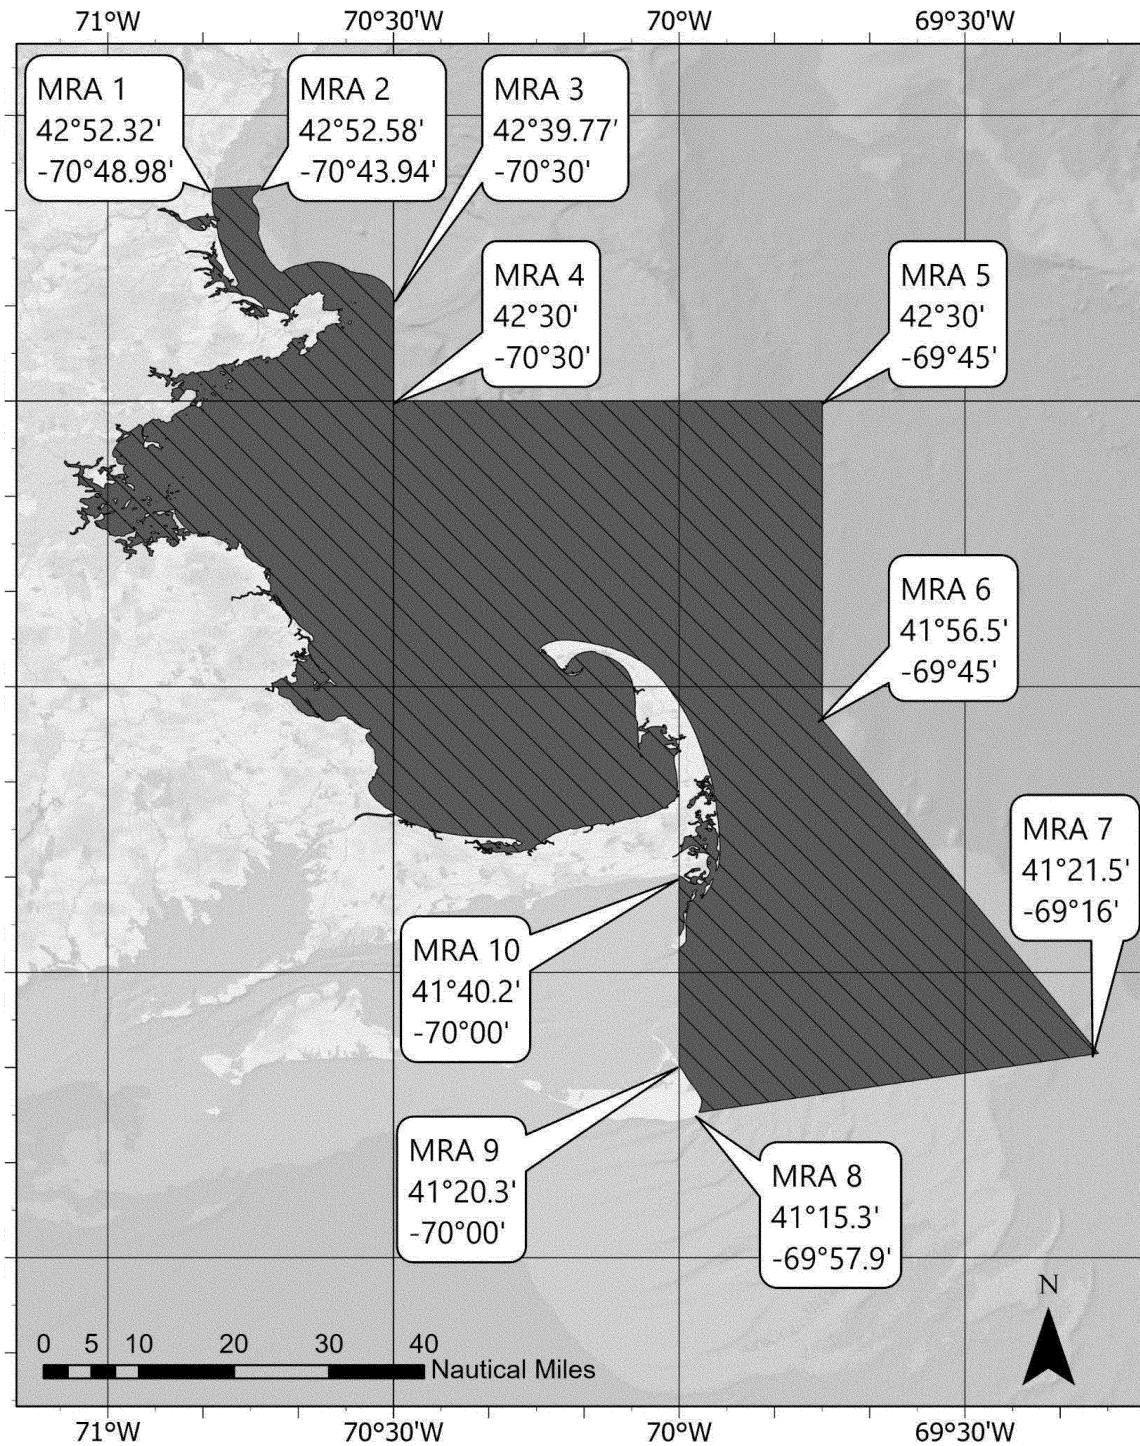 71°W 70°30'W 70°W 69°30'W
MRA 1
42°52.32'
-70°48.98'
MRA 2
42°52.58'
-70°43.94'
MRA 3
42°39.77'
-70°30'
MRA 4
42°30'
-70°30'
MRA 5
42°30'
-69°45'
MRA 6
41°56.5'
-69°45'
MRA 7
41°21.5'
-69°16'
MRA 10
41°40.2'
-70°00'
MRA 9
41°20.3'
-70°00'
MRA 8
41°15.3'
-69°57.9'
N
0 5 10 20 30 40
Nautical Miles
71°W 70°30'W 70°W 69°30'W